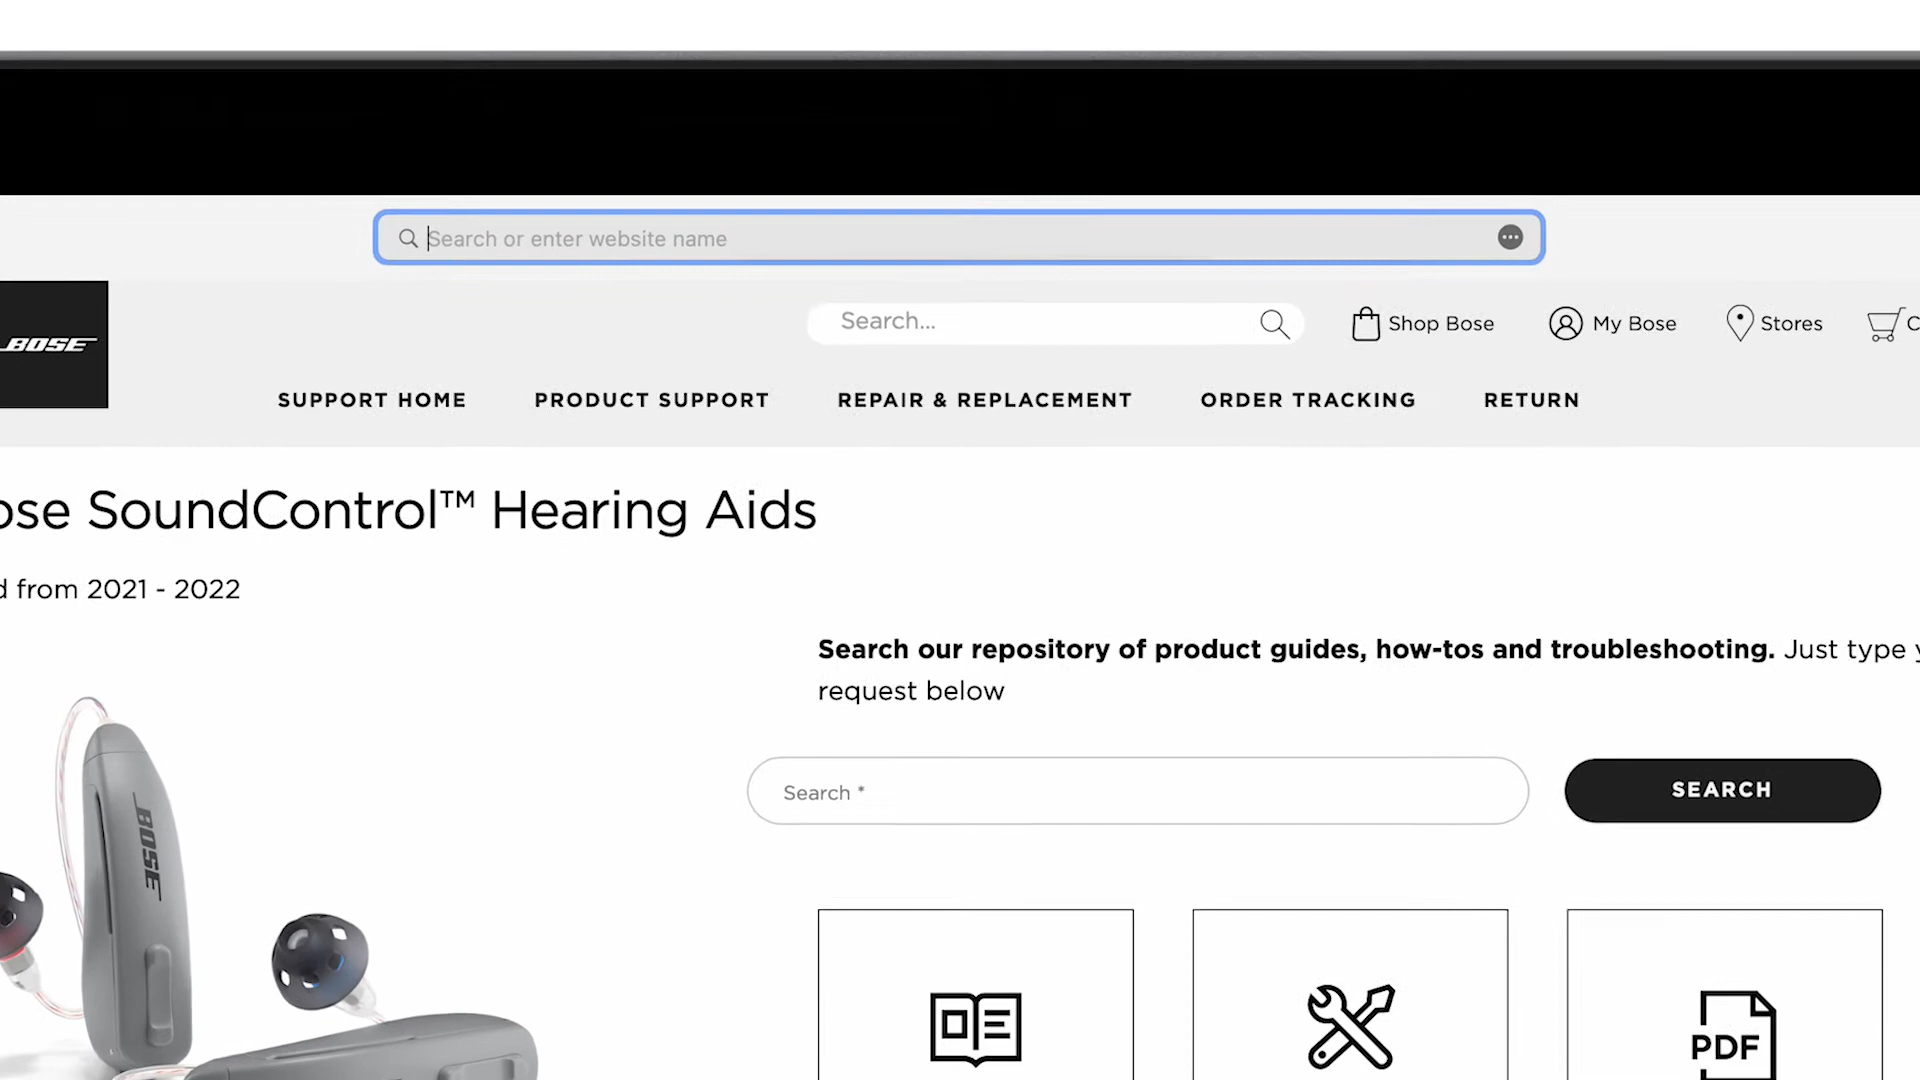 Search or enter website name
BOSE
Search...
Shop Bose
My Bose
Stores
SUPPORT HOME
PRODUCT SUPPORT
REPAIR & REPLACEMENT
ORDER TRACKING
RETURN
ose SoundControl™ Hearing Aids
d from 2021 - 2022
Search our repository of product guides, how-tos and troubleshooting. Just type y
request below
Search *
SEARCH
BOSE
PDF